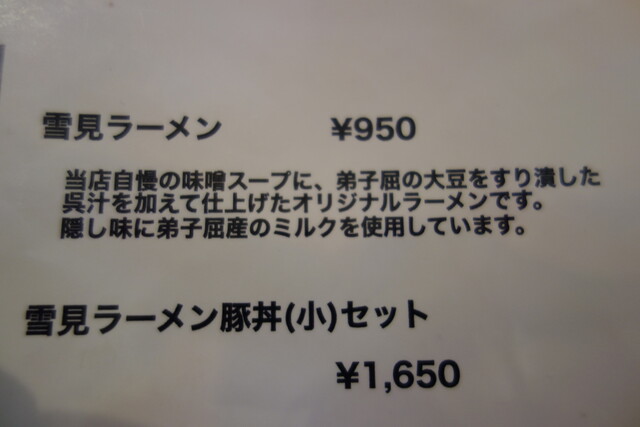 雪見ラーメン ¥950
当店自慢の味噌スープに、弟子屈の大豆をすり潰した
呉汁を加えて仕上げたオリジナルラーメンです。
隠し味に弟子屈産のミルクを使用しています。
雪見ラーメン豚丼(小)セット
¥1,650